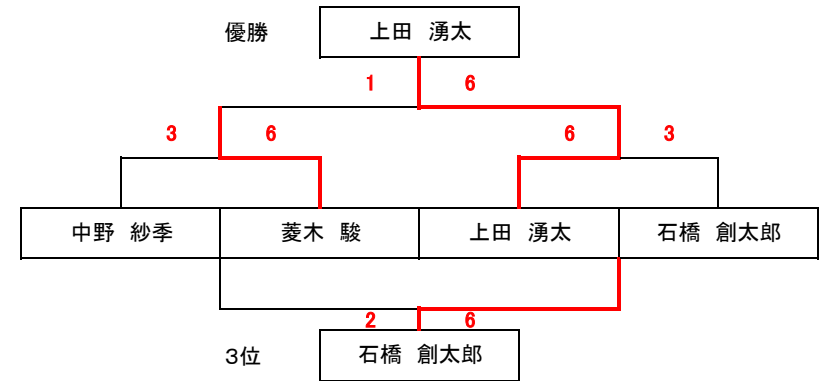 優勝 上田 湧太
1 6
3 6 6 3
中野 紗季 菱木 駿 上田 湧太 石橋 創太郎
2 6
3位 石橋 創太郎